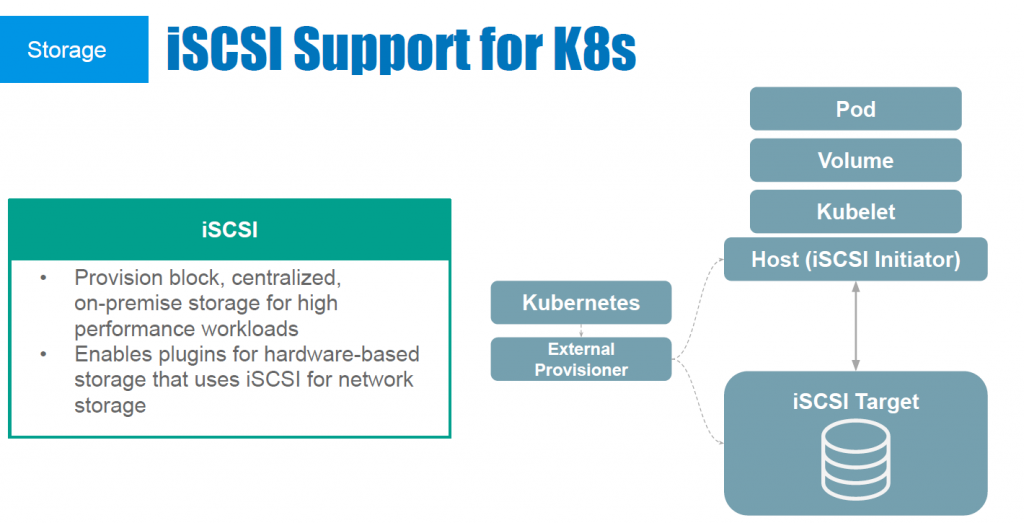 Storage
iSCSI Support for K8s
iSCSI
• Provision block, centralized,
on-premise storage for high
performance workloads
• Enables plugins for hardware-based
storage that uses iSCSI for network
storage
Pod
Volume
Kubelet
Host (iSCSI Initiator)
Kubernetes
External
Provisioner
iSCSI Target